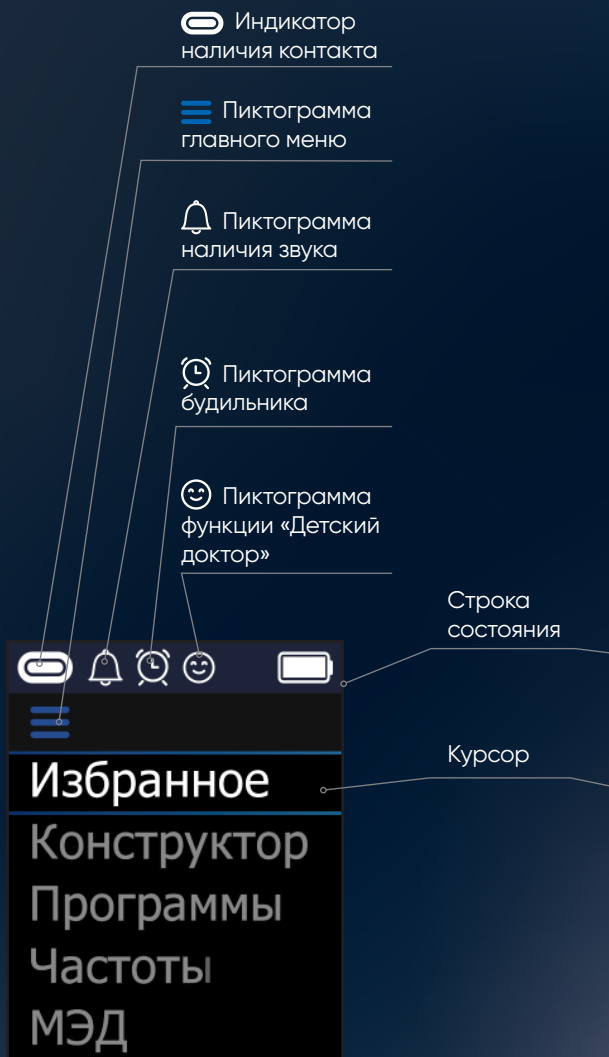 Индикатор
наличия контакта
Пиктограмма
главного меню
Пиктограмма
наличия звука
Пиктограмма
будильника
Пиктограмма
функции «Детский
доктор»
Строка
состояния
Курсор
Избранное
Конструктор
Программы
Частоты
МЭД